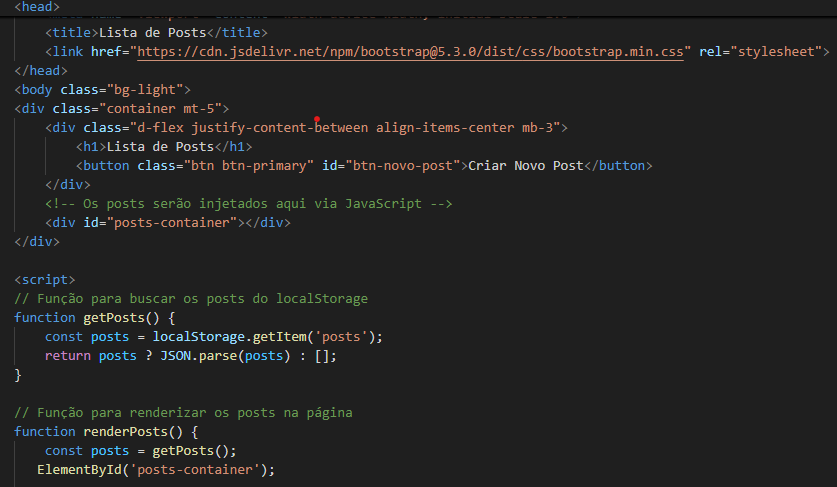 <head>
<title>Lista de Posts</title>
<link href="https://cdn.jsdelivr.net/npm/bootstrap@5.3.0/dist/css/bootstrap.min.css" rel="stylesheet">
</head>
<body class="bg-light">
<div class="container mt-5">
<div class="d-flex justify-content-between align-items-center mb-3">
<h1>Lista de Posts</h1>
<button class="btn btn-primary" id="btn-novo-post">Criar Novo Post</button>
</div>
<!-- Os posts serão injetados aqui via JavaScript -->
<div id="posts-container"></div>
</div>
<script>
// Função para buscar os posts do localStorage
function getPosts() {
const posts = localStorage.getItem('posts');
return posts ? JSON.parse(posts) : [];
}
// Função para renderizar os posts na página
function renderPosts() {
const posts = getPosts();
ElementById('posts-container');